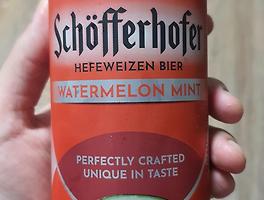 Schöfferhofer
HEFEWEIZEN BIER
WATERMELON MINT
PERFECTLY CRAFTED
UNIQUE IN TASTE